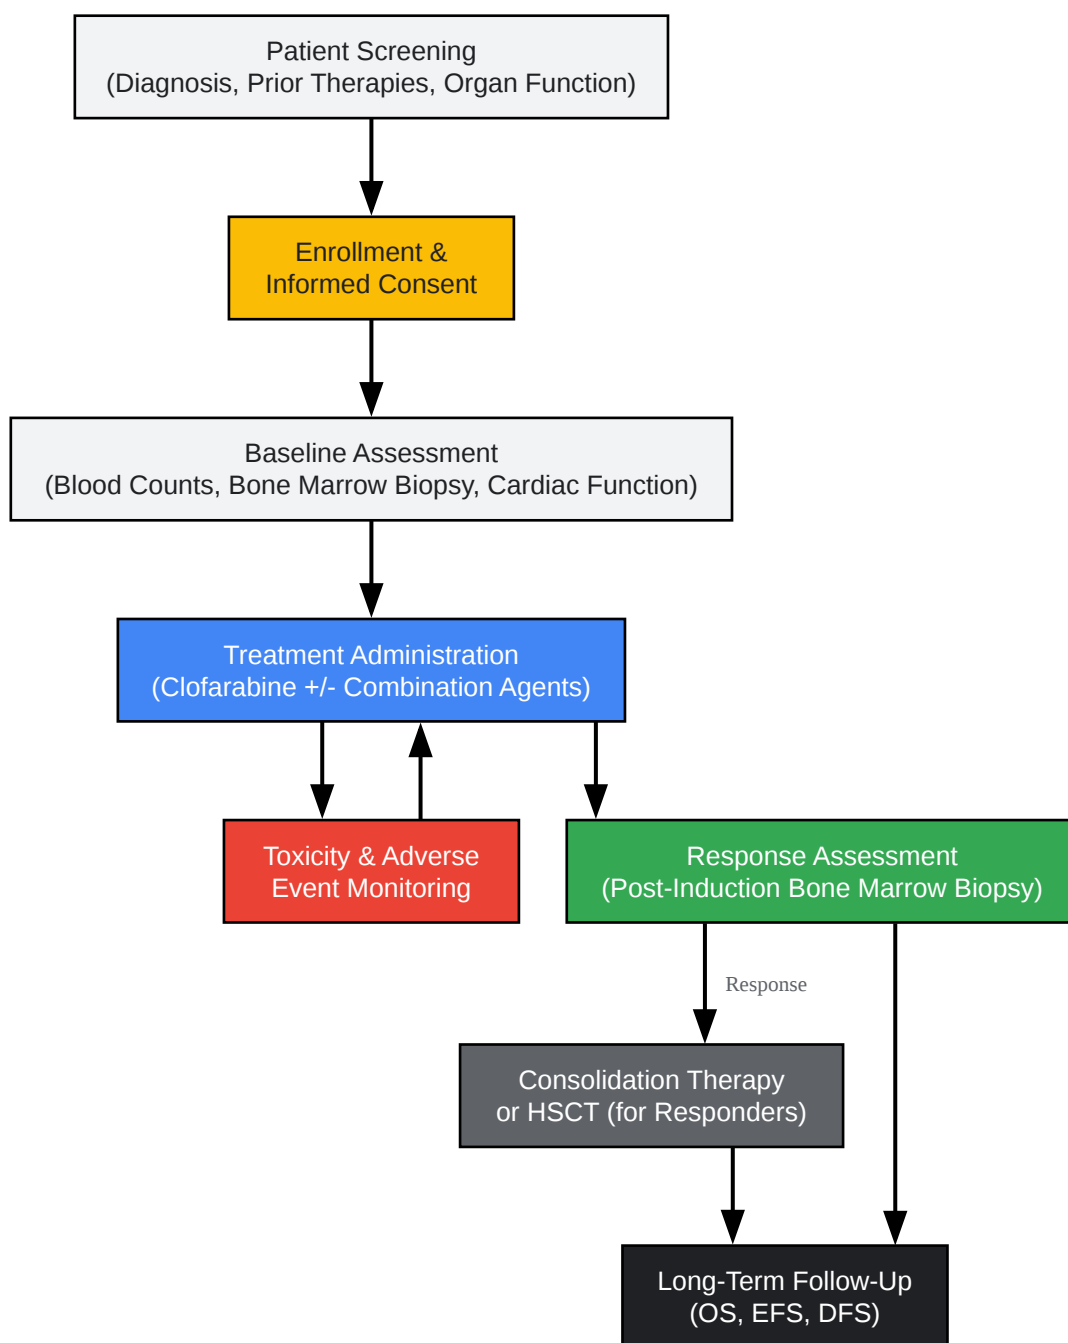 Patient Screening
(Diagnosis, Prior Therapies, Organ Function)
Enrollment &
Informed Consent
Baseline Assessment
(Blood Counts, Bone Marrow Biopsy, Cardiac Function)
Treatment Administration
(Clofarabine +/- Combination Agents)
Toxicity & Adverse
Event Monitoring
Response Assessment
(Post-Induction Bone Marrow Biopsy)
Response
Consolidation Therapy
or HSCT (for Responders)
Long-Term Follow-Up
(OS, EFS, DFS)